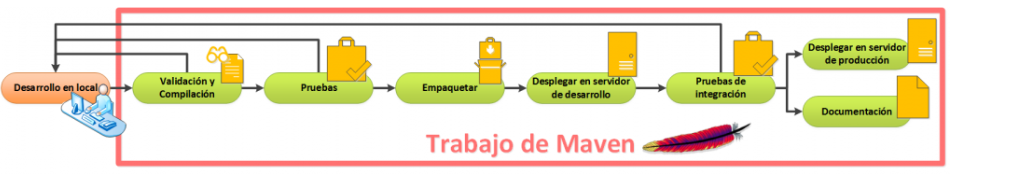 Desarrollo en local
Validación y
Compilación
Pruebas
Empaquetar
Desplegar en servidor
de desarrollo
Pruebas de
integración
Desplegar en servidor
de producción
Documentación
Trabajo de Maven